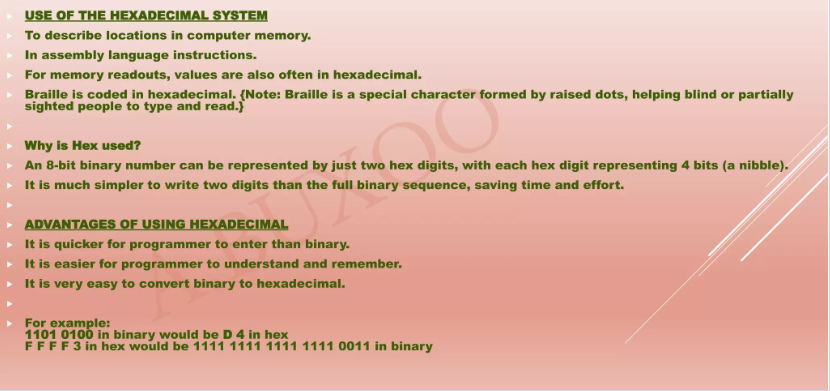 USE OF THE HEXADECIMAL SYSTEM
To describe locations in computer memory.
In assembly language instructions.
For memory readouts, values are also often in hexadecimal.
Braille is coded in hexadecimal. {Note: Braille is a special character formed by raised dots, helping blind or partially
sighted people to type and read.}
Why is Hex used?
An 8-bit binary number can be represented by just two hex digits, with each hex digit representing 4 bits (a nibble).
It is much simpler to write two digits than the full binary sequence, saving time and effort.
ABUXOO
ADVANTAGES OF USING HEXADECIMAL
It is quicker for programmer to enter than binary.
It is easier for programmer to understand and remember.
It is very easy to convert binary to hexadecimal.
For example:
1101 0100 in binary would be D 4 in hex
F F F F 3 in hex would be 1111 1111 1111 1111 0011 in binary